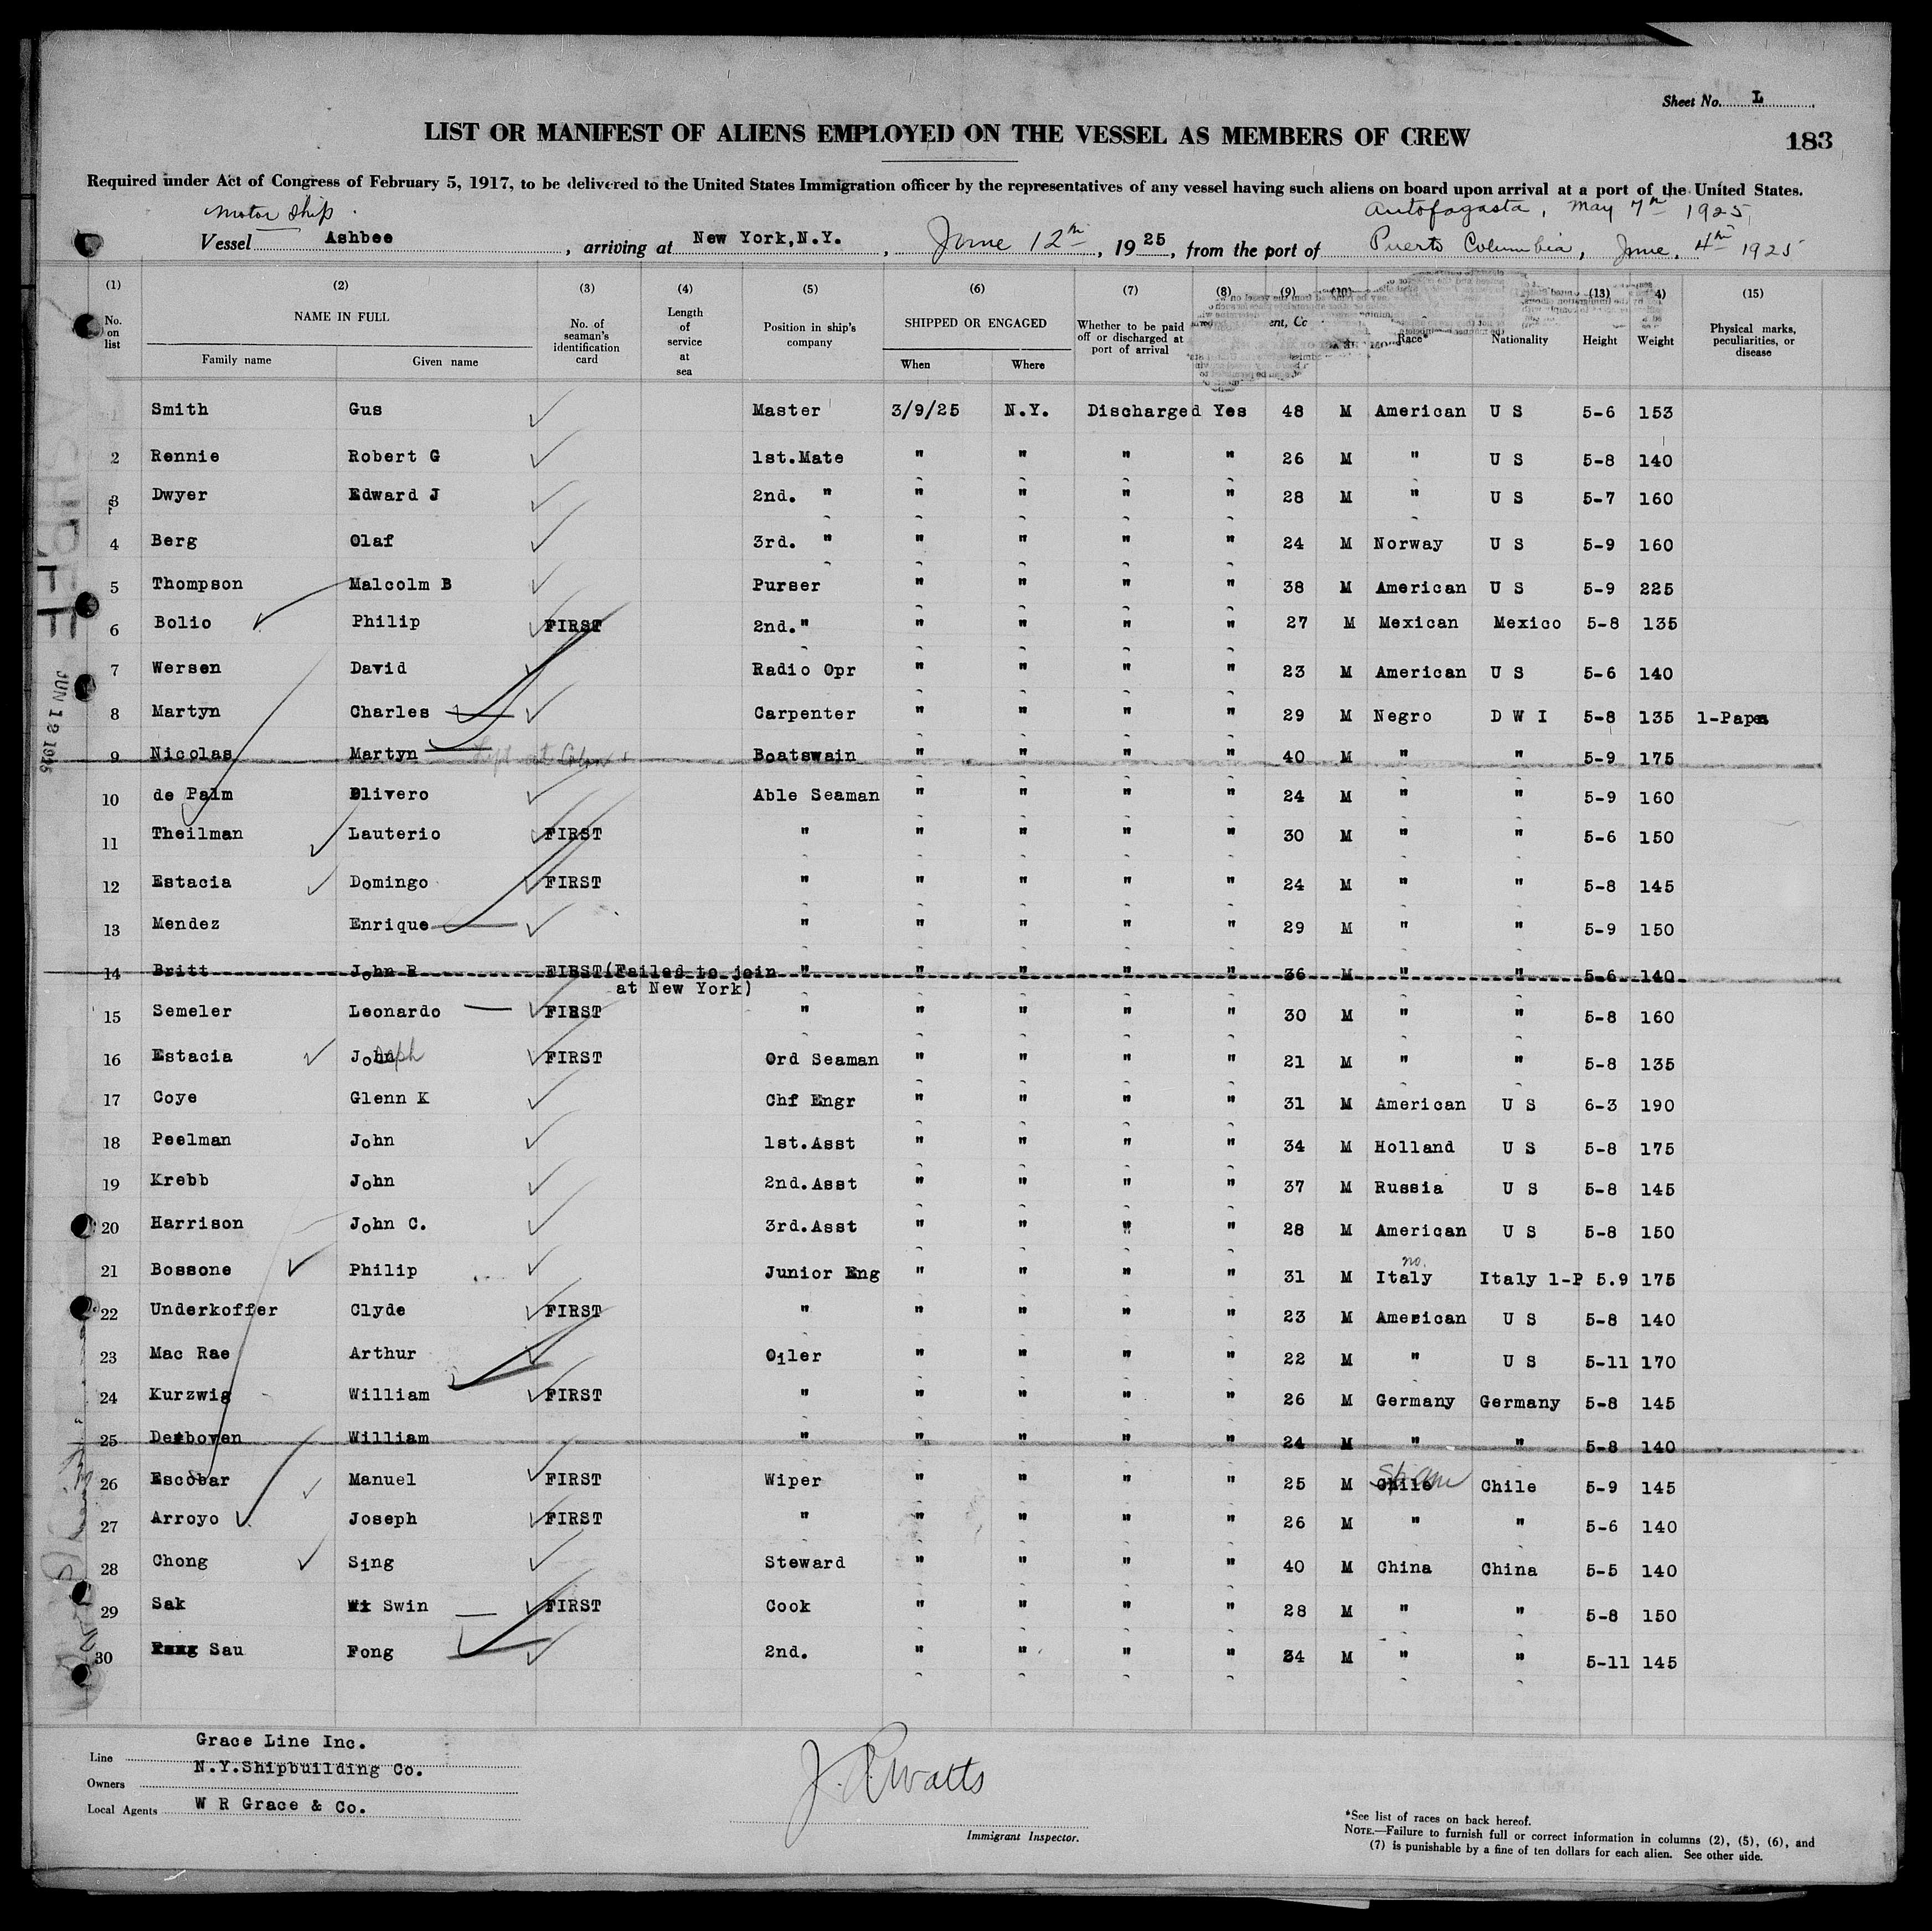 Sheet No. L
LIST OR MANIFEST OF ALIENS EMPLOYED ON THE VESSEL AS MEMBERS OF CREW
183
Required under Act of Congress of February 5, 1917, to be delivered to the United States Immigration officer by the representatives of any vessel having such aliens on board upon arrival at a port of the United States.
Motor Ship. Antofagasta, May 7th 1925,
Vessel Ashbee, arriving at New York, N.Y., June 12th, 1925, from the port of Puerto Columbia, June, 4th 1925
(1) (2) (3) (4) (5) (6) (7) (8) (9) (10) (13) (15)
No. on list NAME IN FULL No. of seaman's identification card Length of service at sea Position in ship's company SHIPPED OR ENGAGED Whether to be paid off or discharged at port of arrival Race* Nationality Height Weight Physical marks, peculiarities, or disease
Family name Given name When Where
Smith Gus Master 3/9/25 N.Y. Discharged Yes 48 M American U S 5-6 153
2 Rennie Robert G 1st.Mate " " " " 26 M " U S 5-8 140
3 Dwyer Edward J 2nd. " " " " " 28 M " U S 5-7 160
4 Berg Olaf 3rd. " " " " " 24 M Norway U S 5-9 160
5 Thompson Malcolm B Purser " " " " 38 M American U S 5-9 225
6 Bolio Philip FIRST 2nd." " " " " 27 M Mexican Mexico 5-8 135
7 Wersen David Radio Opr " " " " 23 M American U S 5-6 140
8 Martyn Charles Carpenter " " " " 29 M Negro D W I 5-8 135 1-Papea
9 Nicolas Martyn at Colon Boatswain " " " " 40 M " " 5-9 175
10 de Palm Olivero Able Seaman " " " " 24 M " " 5-9 160
11 Theilman Lauterio FIRST " " " " " 30 M " " 5-6 150
12 Estacia Domingo FIRST " " " " " 24 M " " 5-8 145
13 Mendez Enrique " " " " " 29 M " " 5-9 150
14 Britt John R FIRST(Failed to join " " " " " 36 M " " 5-6 140
at New York)
15 Semeler Leonardo FIRST " " " " " 30 M " " 5-8 160
16 Estacia John seph FIRST Ord Seaman " " " " 21 M " " 5-8 135
17 Coye Glenn K Chf Engr " " " " 31 M American U S 6-3 190
18 Peelman John 1st.Asst " " " " 34 M Holland U S 5-8 175
19 Krebb John 2nd.Asst " " " " 37 M Russia U S 5-8 145
20 Harrison John C. 3rd.Asst " " " " 28 M American U S 5-8 150
no.
21 Bossone Philip Junior Eng " " " " 31 M Italy Italy 1-P 5.9 175
22 Underkoffer Clyde FIRST " " " " " 23 M American U S 5-8 140
23 Mac Rae Arthur Oiler " " " " 22 M " U S 5-11 170
24 Kurzwig William FIRST " " " " " 26 M Germany Germany 5-8 145
25 William " " " " " 24 M " " 5-8 140
26 Escobar Manuel FIRST Wiper " " " " 25 M Chile Chile 5-9 145
27 Arroyo Joseph FIRST " " " " " 26 M " " 5-6 140
28 Chong Sing Steward " " " " 40 M China China 5-5 140
29 Sak Swin FIRST Cook " " " " 28 M " " 5-8 150
30 Sau Fong 2nd. " " " " 34 M " " 5-11 145
JUN 12 1925
Line Grace Line Inc.
Owners N.Y.Shipbuilding Co.
Local Agents W R Grace & Co.
Watts
Immigrant Inspector.
*See list of races on back hereof.
NOTE.—Failure to furnish full or correct information in columns (2), (5), (6), and
(7) is punishable by a fine of ten dollars for each alien. See other side.